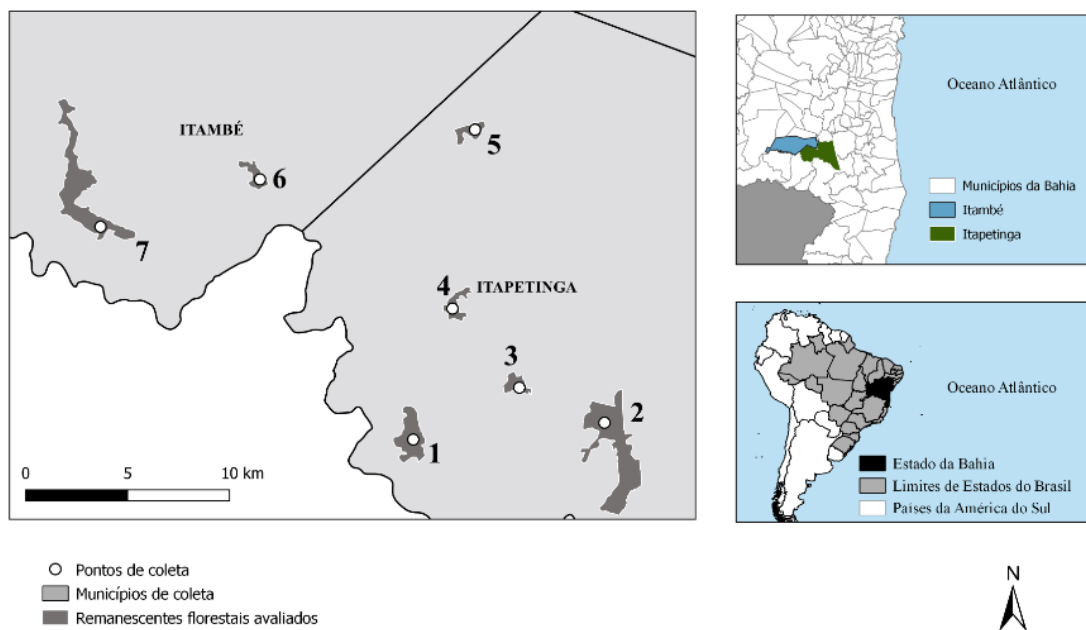 ITAMBÉ
5
6
7
ITAPETINGA
4
3
2
1
0 5 10 km
Pontos de coleta
Municípios de coleta
Remanescentes florestais avaliados
Oceano Atlântico
Municípios da Bahia
Itambé
Itapetinga
Oceano Atlântico
Estado da Bahia
Limites de Estados do Brasil
Países da América do Sul
N